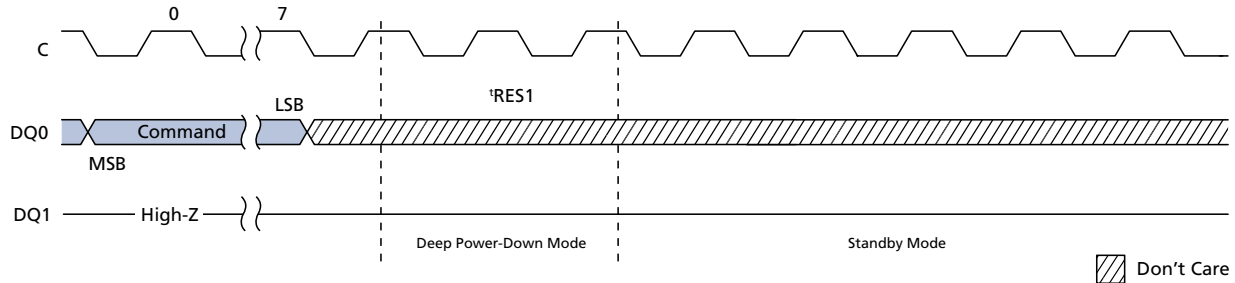 0 7
C
tRES1
LSB
DQ0 Command
MSB
DQ1 High-Z
Deep Power-Down Mode Standby Mode
Don't Care